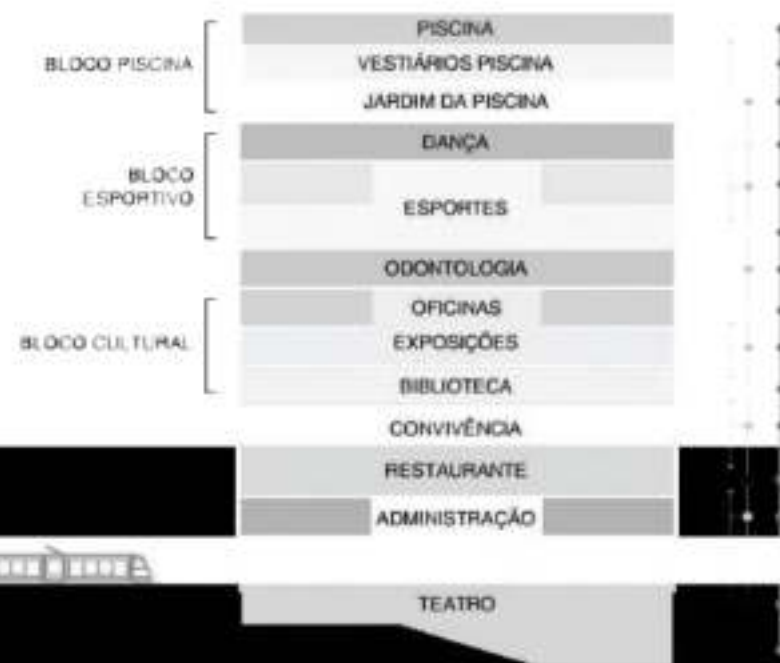 BLOCO PISCINA
PISCINA
VESTIÁRIOS PISCINA
JARDIM DA PISCINA
BLOCO
ESPORTIVO
DANÇA
ESPORTES
ODONTOLOGIA
BLOCO CULTURAL
OFICINAS
EXPOSIÇÕES
BIBLIOTECA
CONVIVÊNCIA
RESTAURANTE
ADMINISTRAÇÃO
TEATRO